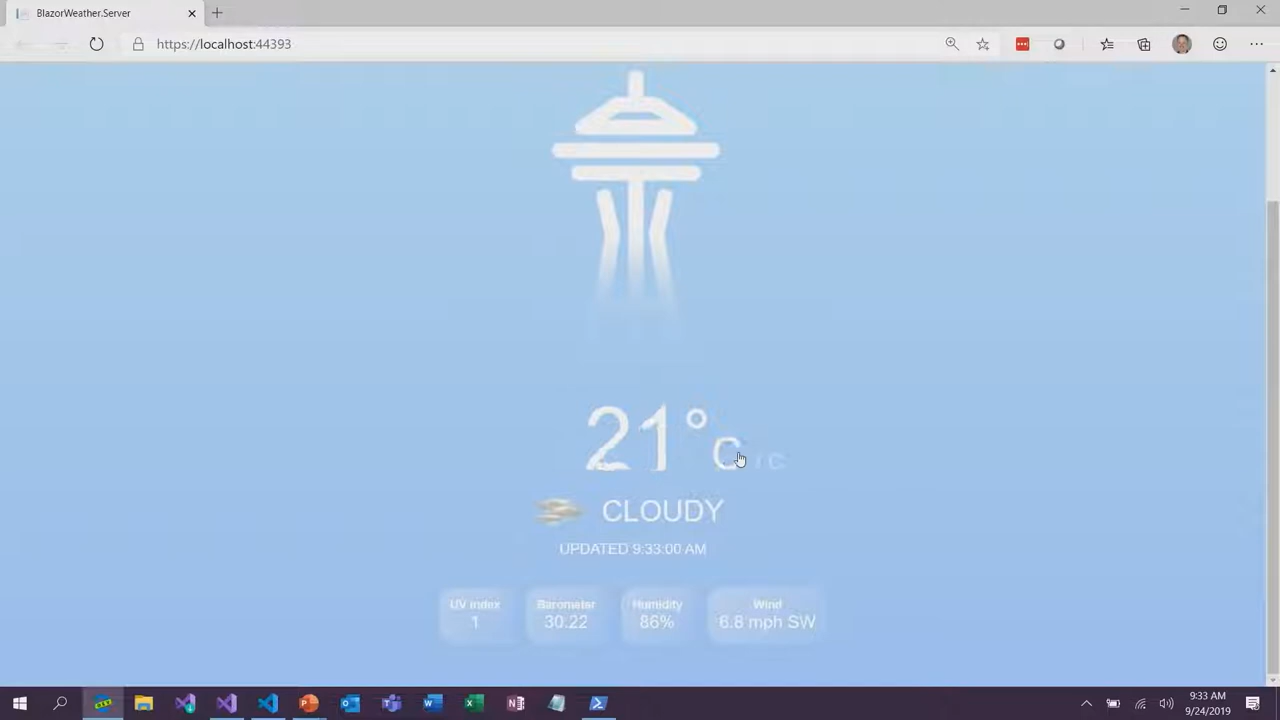 BlazorWeather.Server
https://localhost:44393
21°C
CLOUDY
UPDATED 9:33:00 AM
UV Index
1
Barometer
30.22
Humidity
86%
Wind
6.8 mph SW
9:33 AM
9/24/2019